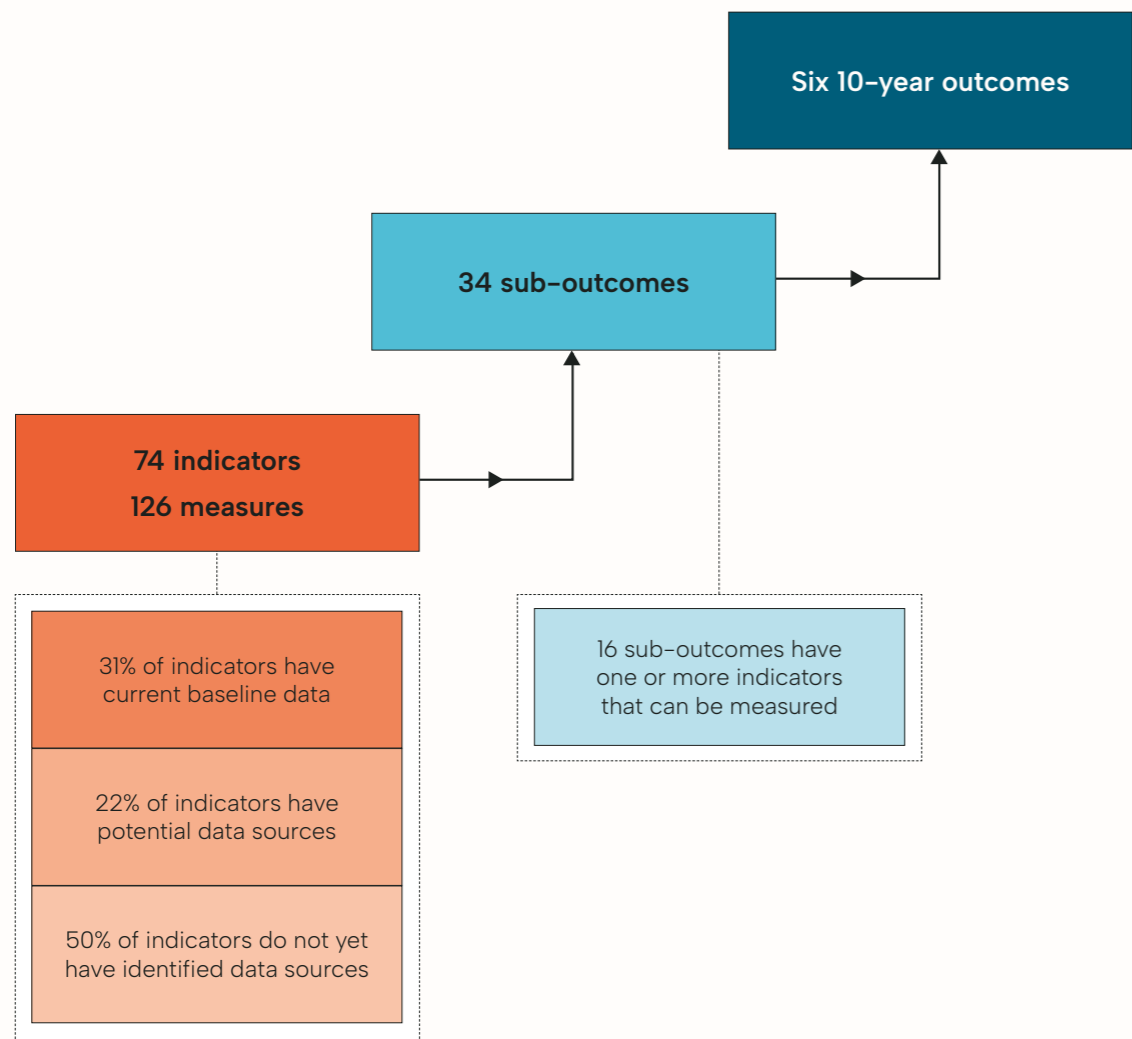 Six 10-year outcomes
34 sub-outcomes
74 indicators
126 measures
31% of indicators have
current baseline data
22% of indicators have
potential data sources
50% of indicators do not yet
have identified data sources
16 sub-outcomes have
one or more indicators
that can be measured